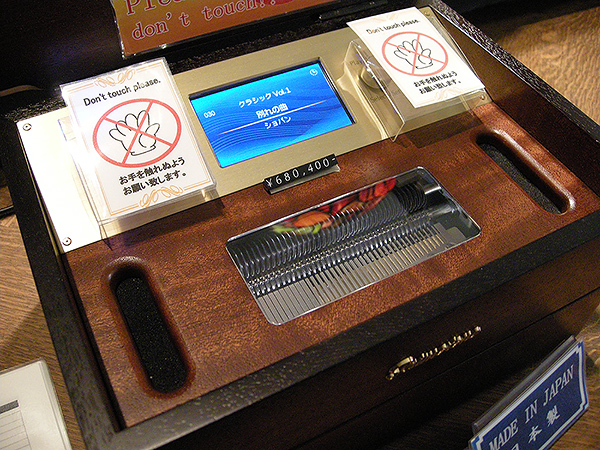 don't touch!!
Don't touch please.
お手を触れぬよう
お願い致します。
クラシック Vol.1
030
別れの曲
ショパン
Don't touch please.
お手を触れぬよう
お願い致します。
¥680,400-
MADE IN JAPAN
日本製